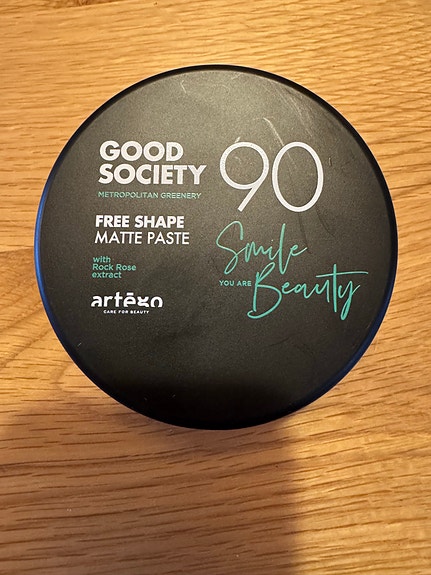 GOOD
SOCIETY
METROPOLITAN GREENERY
90
FREE SHAPE
MATTE PASTE
with
Rock Rose
extract
artègo
CARE FOR BEAUTY
Smile
YOU ARE
Beauty